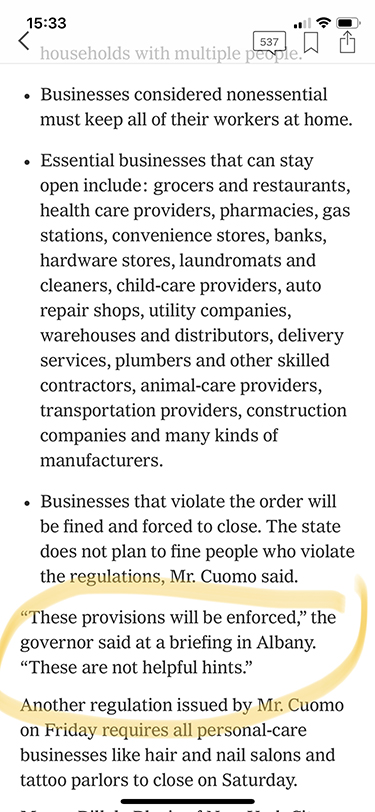 15:33
537
households with multiple people.
• Businesses considered nonessential
must keep all of their workers at home.
• Essential businesses that can stay
open include: grocers and restaurants,
health care providers, pharmacies, gas
stations, convenience stores, banks,
hardware stores, laundromats and
cleaners, child-care providers, auto
repair shops, utility companies,
warehouses and distributors, delivery
services, plumbers and other skilled
contractors, animal-care providers,
transportation providers, construction
companies and many kinds of
manufacturers.
• Businesses that violate the order will
be fined and forced to close. The state
does not plan to fine people who violate
the regulations, Mr. Cuomo said.
“These provisions will be enforced,” the
governor said at a briefing in Albany.
“These are not helpful hints.”
Another regulation issued by Mr. Cuomo
on Friday requires all personal-care
businesses like hair and nail salons and
tattoo parlors to close on Saturday.